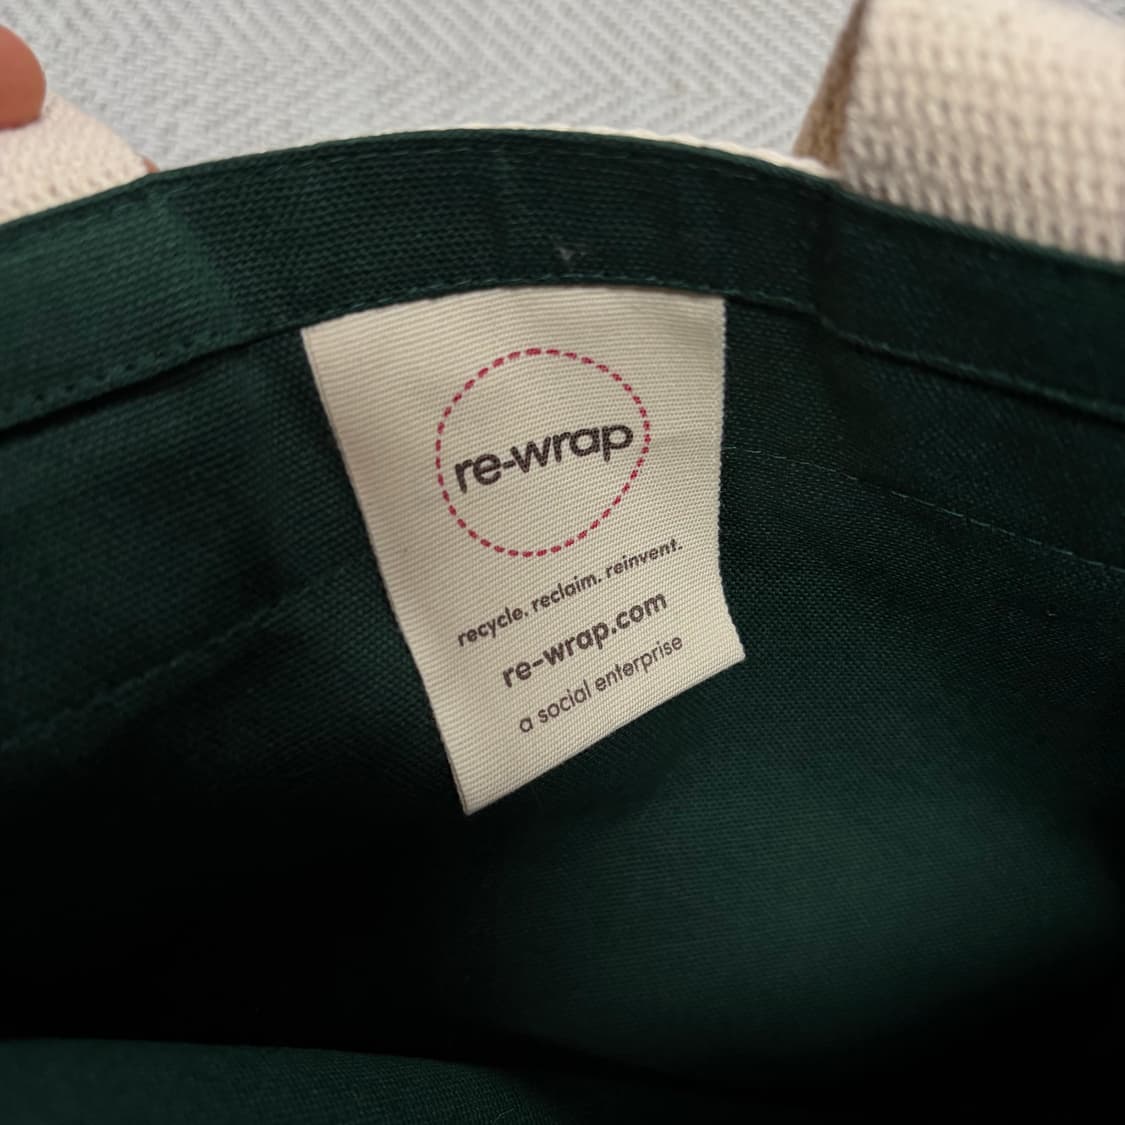 re-wrap
recycle. reclaim. reinvent.
re-wrap.com
a social enterprise